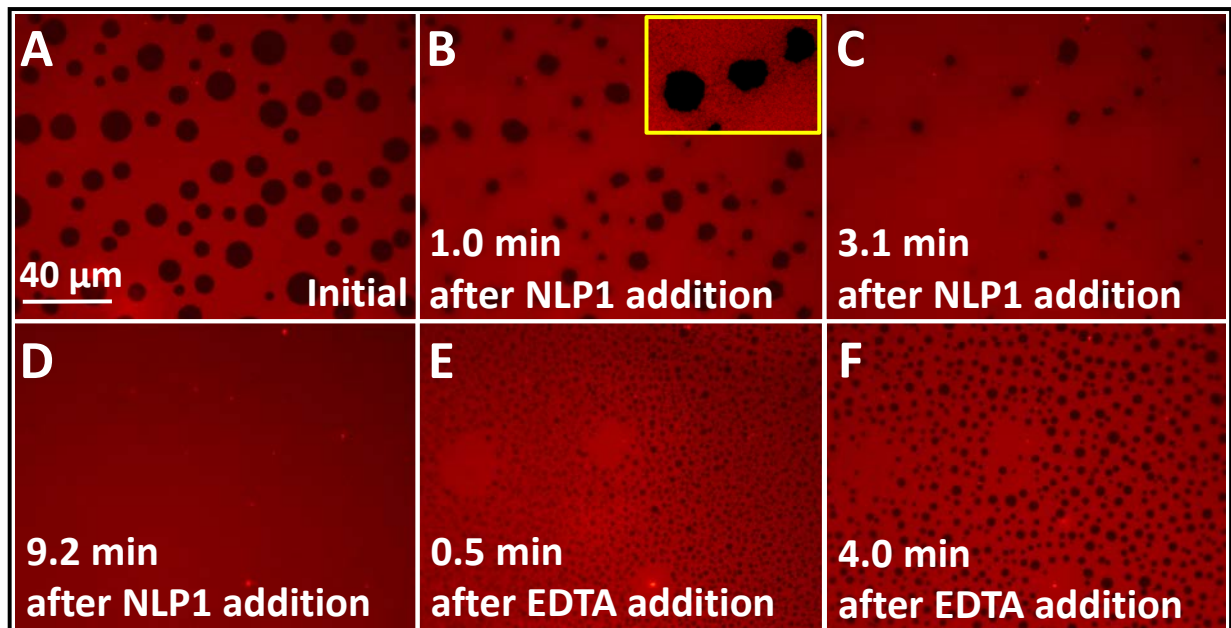 A
40 µm
Initial
B
1.0 min
after NLP1 addition
C
3.1 min
after NLP1 addition
D
9.2 min
after NLP1 addition
E
0.5 min
after EDTA addition
F
4.0 min
after EDTA addition